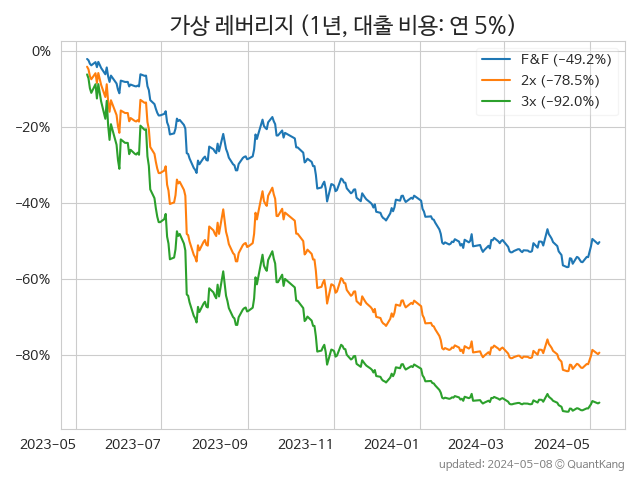 가상 레버리지 (1년, 대출 비용: 연 5%)
F&F (−49.2%)
2x (−78.5%)
3x (−92.0%)
0%
−20%
−40%
−60%
−80%
2023-05 2023-07 2023-09 2023-11 2024-01 2024-03 2024-05
updated: 2024-05-08 © QuantKang